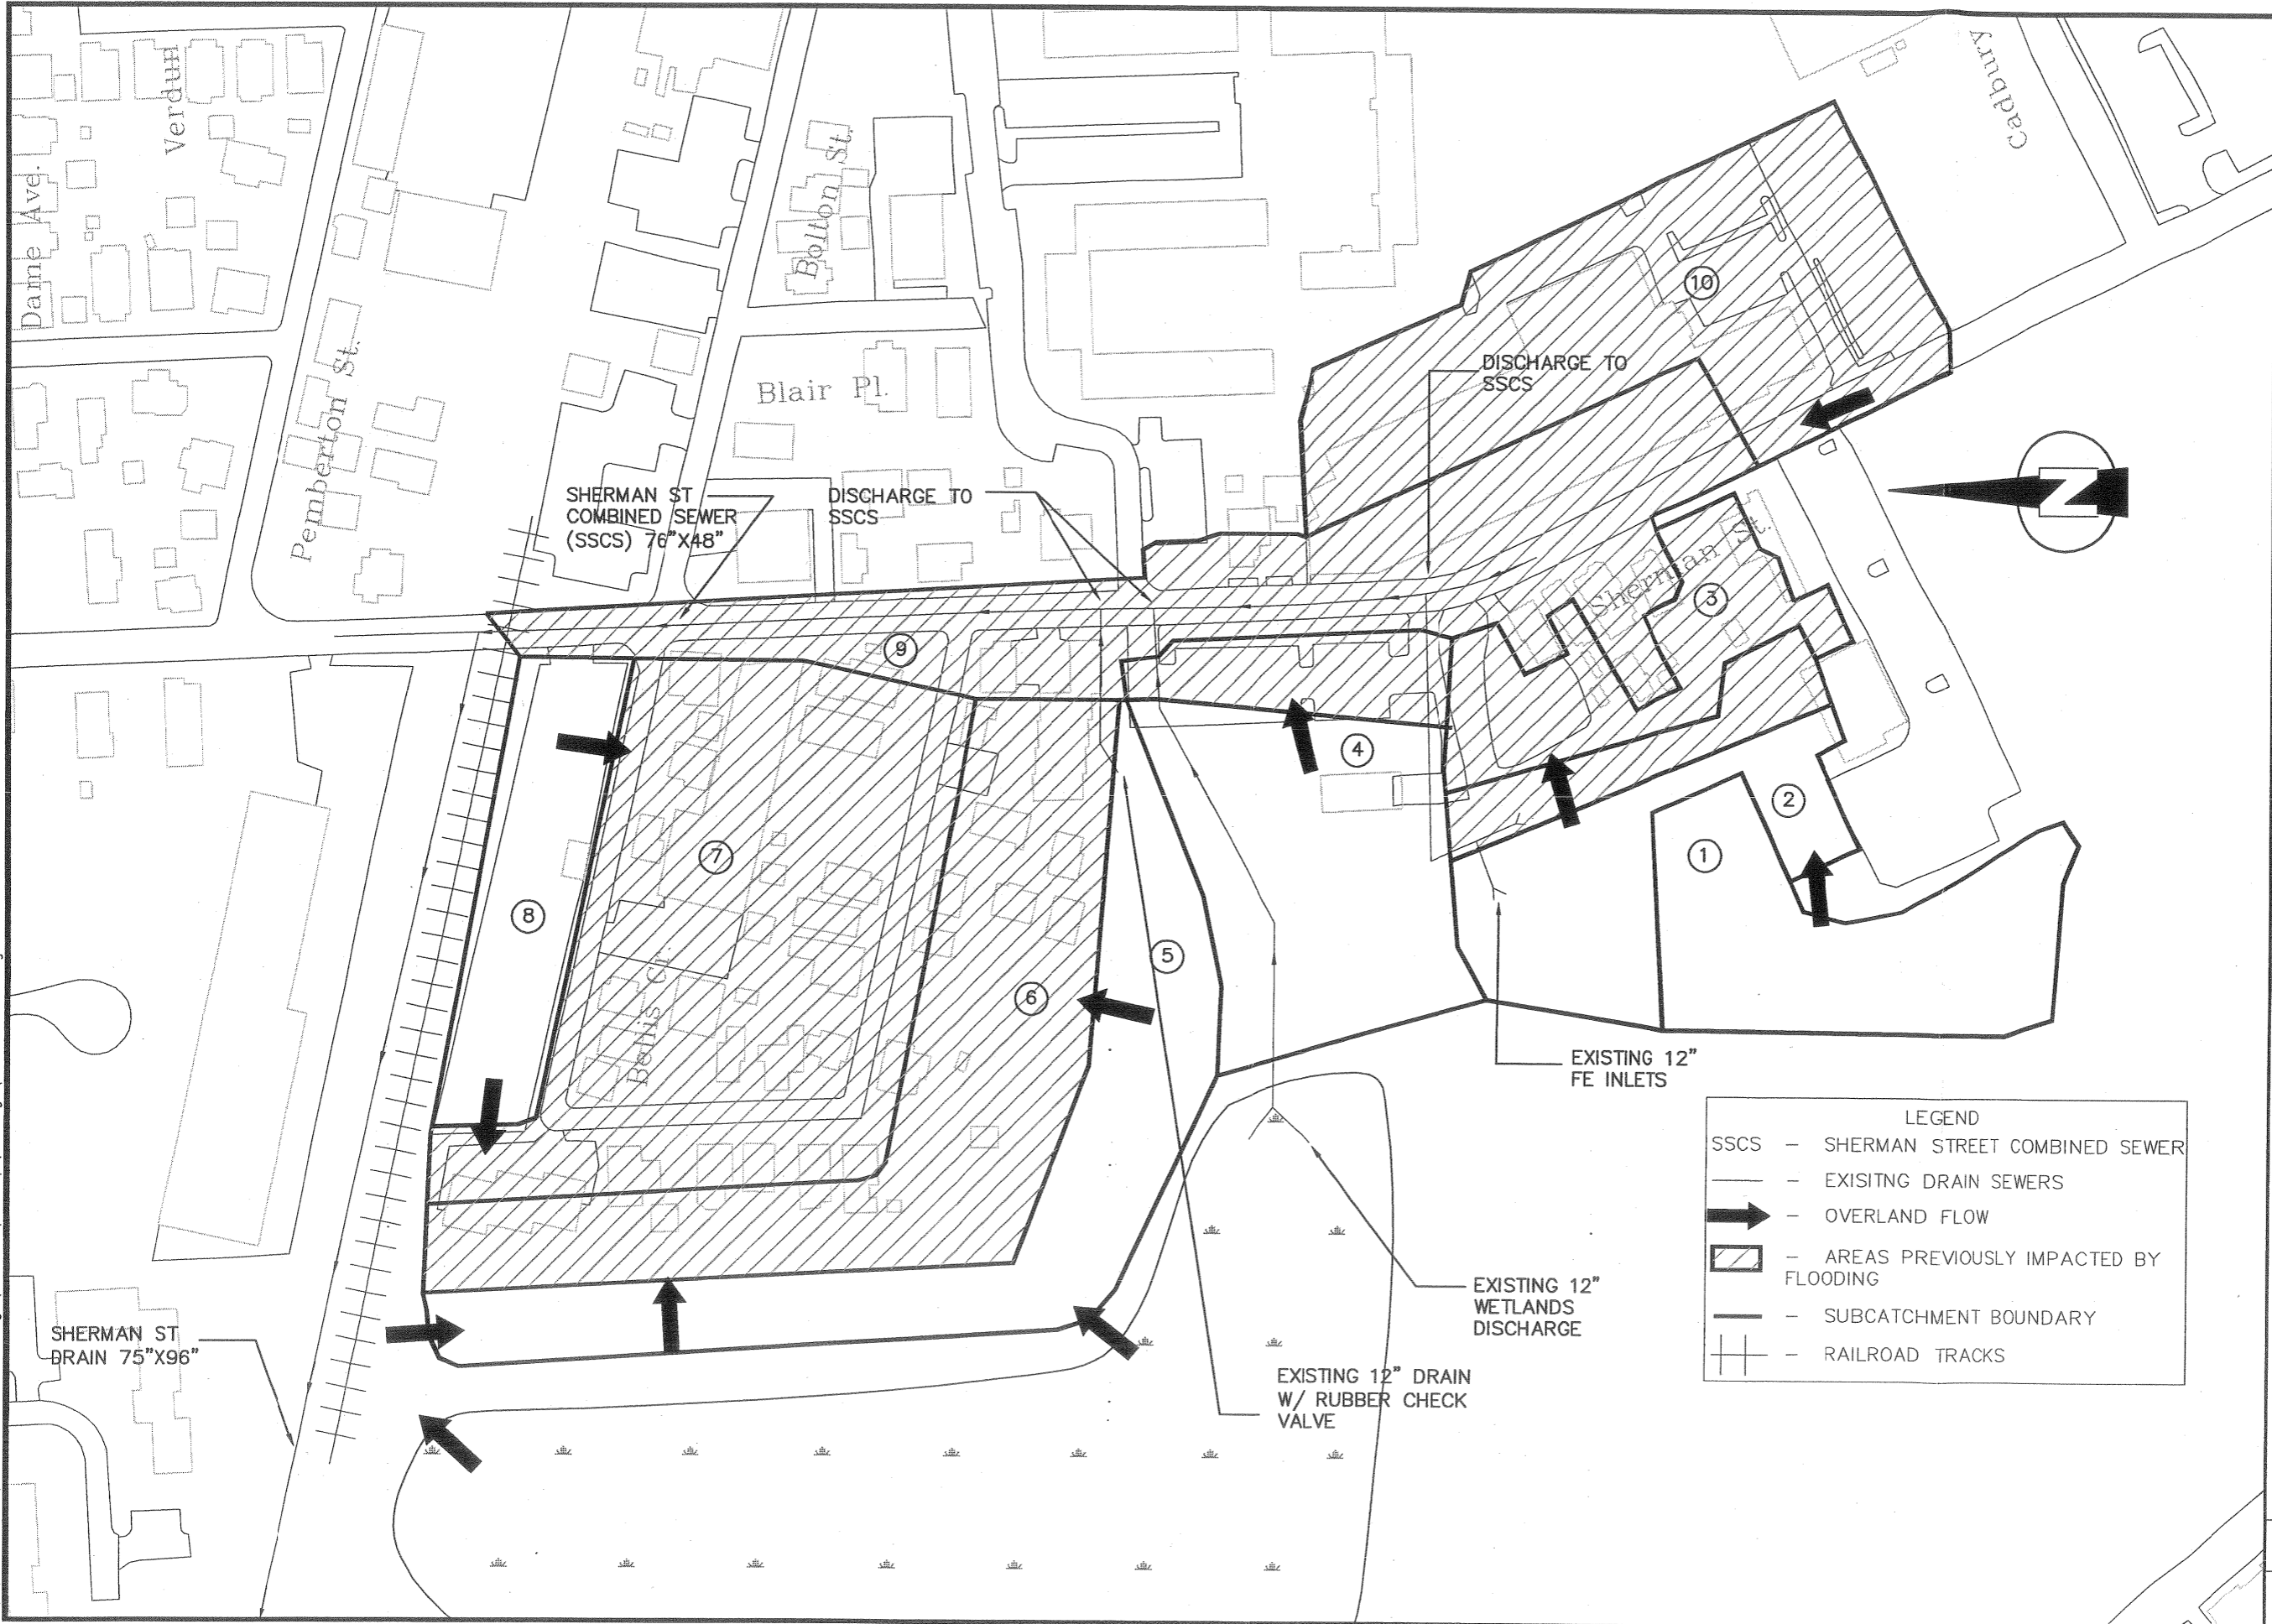 Verdun
Dame Ave.
Pemberton St.
Bolton St.
Blair Pl.
Cadbury
10
DISCHARGE TO
SSCS
SHERMAN ST
COMBINED SEWER
(SSCS) 76"X48"
DISCHARGE TO
SSCS
N
Sherman St
3
9
4
2
1
7
8
5
6
Bellis Cr.
EXISTING 12"
FE INLETS
LEGEND
SSCS – SHERMAN STREET COMBINED SEWER
– EXISITNG DRAIN SEWERS
– OVERLAND FLOW
– AREAS PREVIOUSLY IMPACTED BY
FLOODING
– SUBCATCHMENT BOUNDARY
– RAILROAD TRACKS
EXISTING 12"
WETLANDS
DISCHARGE
SHERMAN ST
DRAIN 75"X96"
EXISTING 12" DRAIN
W/ RUBBER CHECK
VALVE